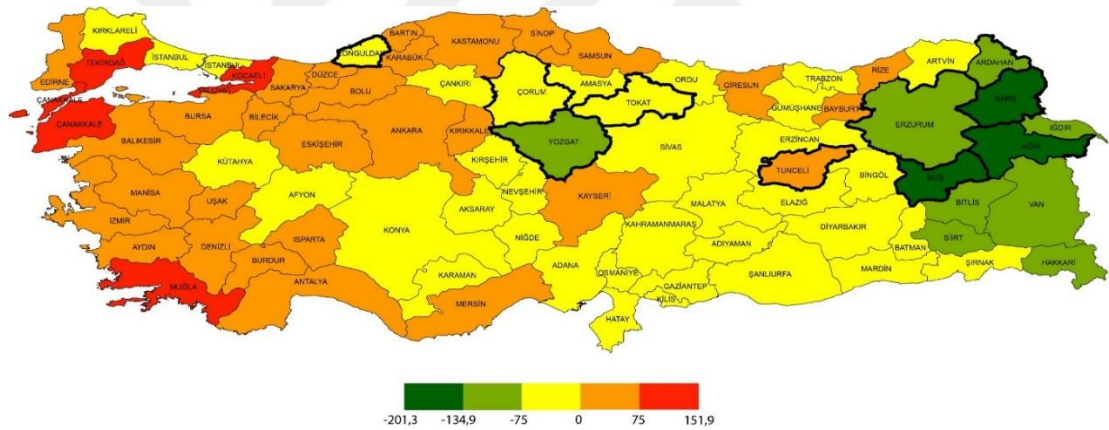 KIRKLARELİ
TEKİRDAĞ
EDİRNE
İSTANBUL
İSTANBUL
KOCAELİ
YALOVA
ÇANAKKALE
ÇANAKKALE
SAKARYA
DÜZCE
ZONGULDAK
BARTIN
KARABÜK
KASTAMONU
SİNOP
SAMSUN
BOLU
ÇANKIRI
ÇORUM
AMASYA
TOKAT
ORDU
GİRESUN
TRABZON
GÜMÜŞHANE
BAYBURT
RİZE
ARTVİN
ARDAHAN
KARS
IĞDIR
AĞRI
ERZURUM
BALIKESİR
BURSA
BİLECİK
ESKİŞEHİR
ANKARA
KIRIKKALE
YOZGAT
SİVAS
ERZİNCAN
TUNCELİ
BİNGÖL
MUŞ
BİTLİS
VAN
KÜTAHYA
MANİSA
UŞAK
AFYON
KIRŞEHİR
NEVŞEHİR
AKSARAY
KAYSERİ
MALATYA
ELAZIĞ
DİYARBAKIR
BATMAN
SİİRT
ŞIRNAK
HAKKARİ
IZMIR
AYDIN
DENİZLİ
ISPARTA
BURDUR
KONYA
NİĞDE
KAHRAMANMARAŞ
ADIYAMAN
MARDİN
MUĞLA
ANTALYA
KARAMAN
MERSİN
ADANA
OSMANİYE
GAZİANTEP
KİLİS
ŞANLIURFA
HATAY
-201,3 -134,9 -75 0 75 151,9